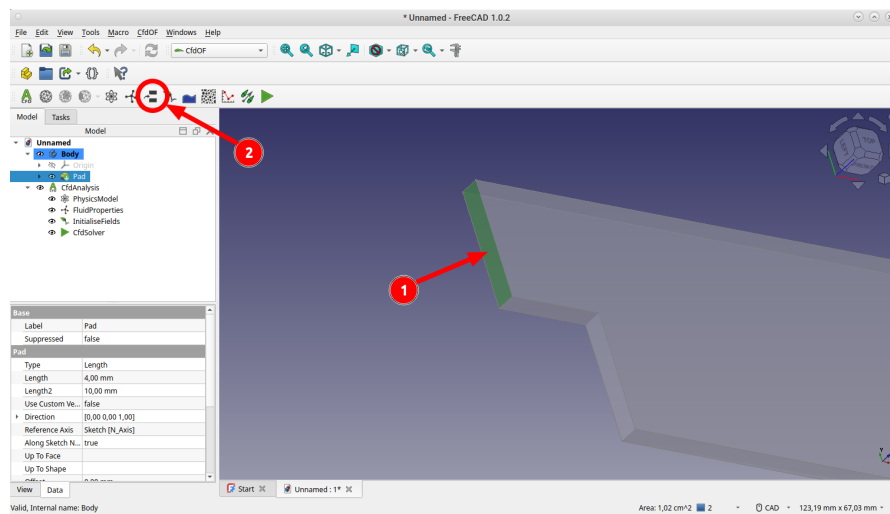 * Unnamed - FreeCAD 1.0.2
File Edit View Tools Macro CfdOF Windows Help
CfdOF
Model Tasks
Model
Unnamed
Body
Origin
Pad
CfdAnalysis
PhysicsModel
FluidProperties
InitialiseFields
CfdSolver
2
1
TOP
LEFT
Base
Label Pad
Suppressed false
Pad
Type Length
Length 4,00 mm
Length2 10,00 mm
Use Custom Ve... false
Direction [0,00 0,00 1,00]
Reference Axis Sketch [N_Axis]
Along Sketch N... true
Up To Face
Up To Shape
View Data
Start Unnamed : 1*
Valid, Internal name: Body
Area: 1,02 cm^2 2 CAD 123,19 mm x 67,03 mm